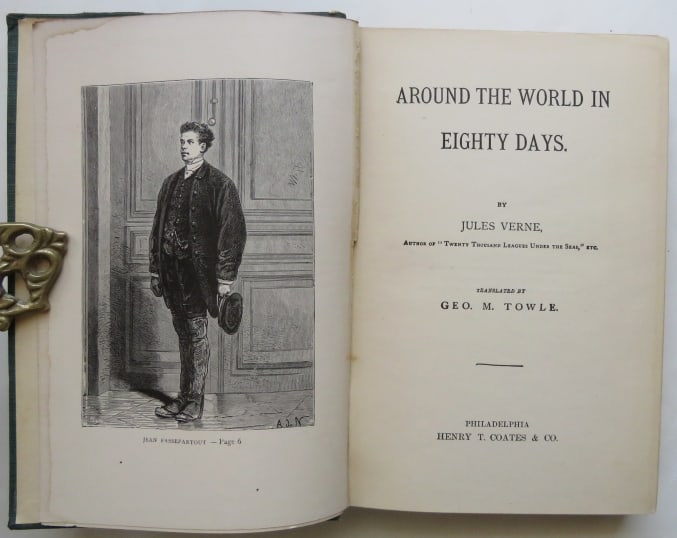 A. D. N
JEAN PASSEPARTOUT — Page 6
AROUND THE WORLD IN
EIGHTY DAYS.
BY
JULES VERNE,
AUTHOR OF "TWENTY THOUSAND LEAGUES UNDER THE SEAS," ETC.
TRANSLATED BY
GEO. M. TOWLE.
PHILADELPHIA
HENRY T. COATES & CO.